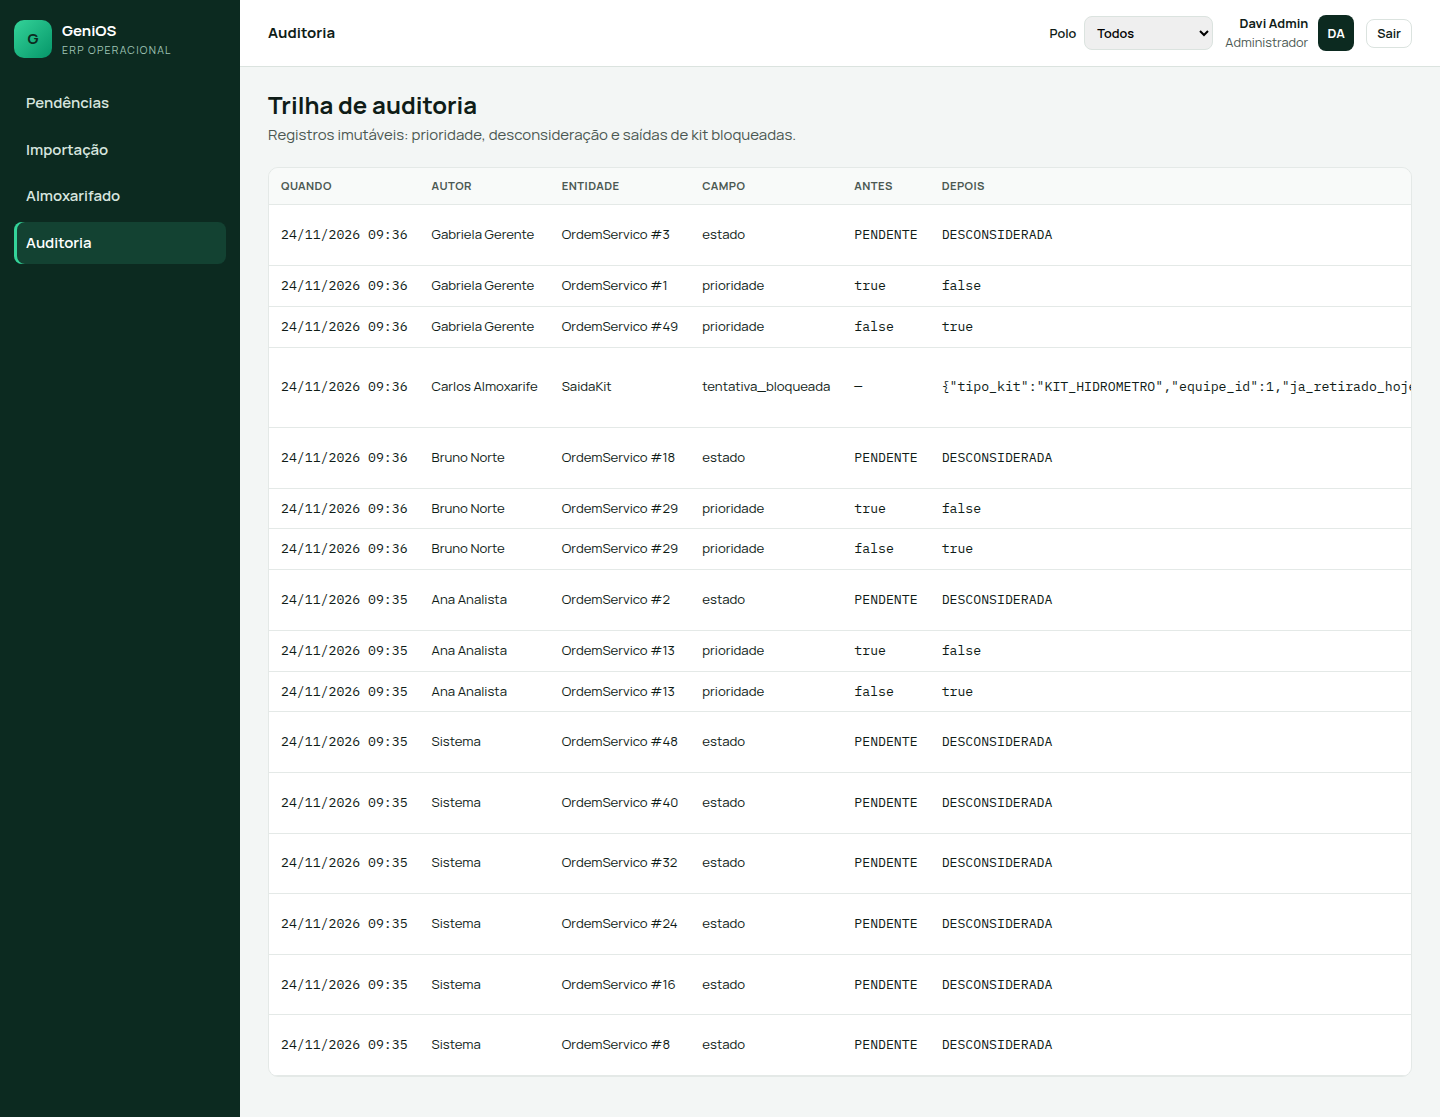 G
GeniOS
ERP OPERACIONAL
Pendências
Importação
Almoxarifado
Auditoria
Auditoria
Polo
Todos
Davi Admin
Administrador
DA
Sair
Trilha de auditoria
Registros imutáveis: prioridade, desconsideração e saídas de kit bloqueadas.
QUANDO AUTOR ENTIDADE CAMPO ANTES DEPOIS
24/11/2026 09:36 Gabriela Gerente OrdemServico #3 estado PENDENTE DESCONSIDERADA
24/11/2026 09:36 Gabriela Gerente OrdemServico #1 prioridade true false
24/11/2026 09:36 Gabriela Gerente OrdemServico #49 prioridade false true
24/11/2026 09:36 Carlos Almoxarife SaidaKit tentativa_bloqueada — {"tipo_kit":"KIT_HIDROMETRO","equipe_id":1,"ja_retirado_hoje
24/11/2026 09:36 Bruno Norte OrdemServico #18 estado PENDENTE DESCONSIDERADA
24/11/2026 09:36 Bruno Norte OrdemServico #29 prioridade true false
24/11/2026 09:36 Bruno Norte OrdemServico #29 prioridade false true
24/11/2026 09:35 Ana Analista OrdemServico #2 estado PENDENTE DESCONSIDERADA
24/11/2026 09:35 Ana Analista OrdemServico #13 prioridade true false
24/11/2026 09:35 Ana Analista OrdemServico #13 prioridade false true
24/11/2026 09:35 Sistema OrdemServico #48 estado PENDENTE DESCONSIDERADA
24/11/2026 09:35 Sistema OrdemServico #40 estado PENDENTE DESCONSIDERADA
24/11/2026 09:35 Sistema OrdemServico #32 estado PENDENTE DESCONSIDERADA
24/11/2026 09:35 Sistema OrdemServico #24 estado PENDENTE DESCONSIDERADA
24/11/2026 09:35 Sistema OrdemServico #16 estado PENDENTE DESCONSIDERADA
24/11/2026 09:35 Sistema OrdemServico #8 estado PENDENTE DESCONSIDERADA